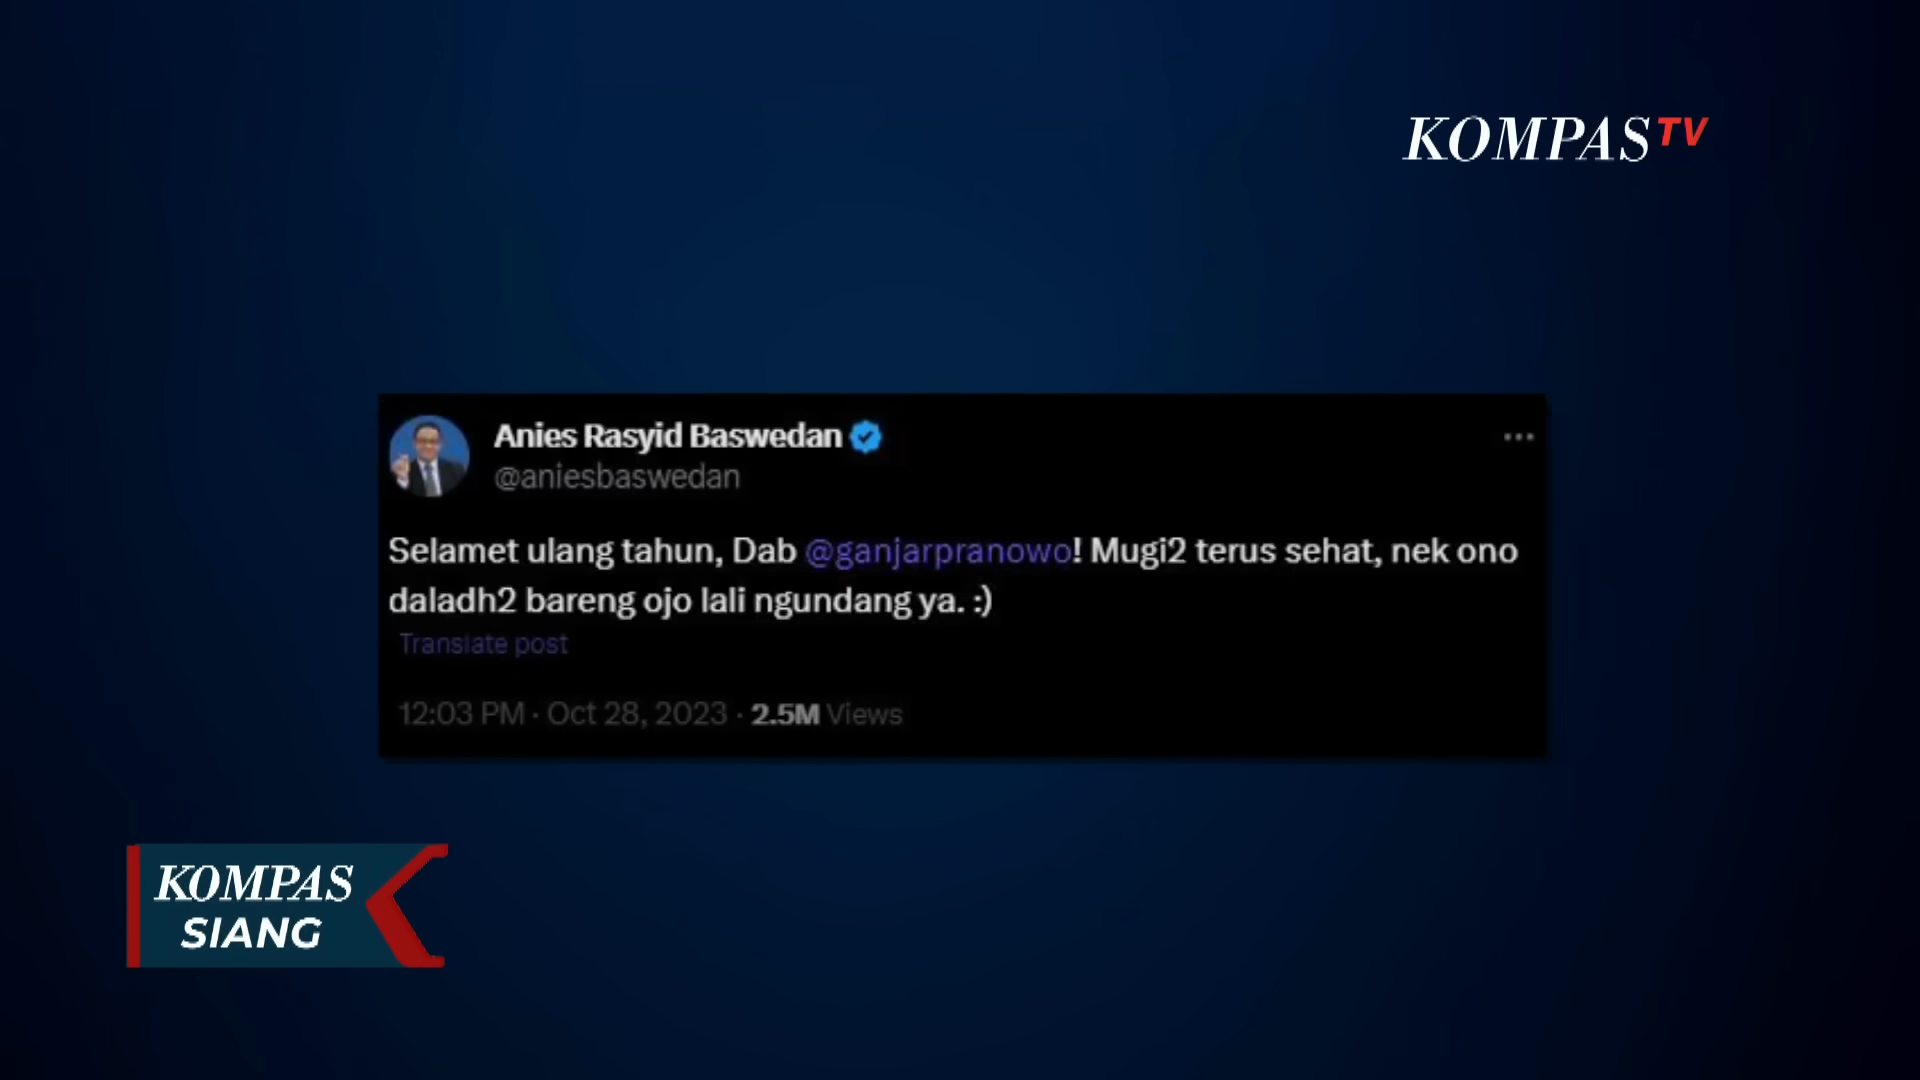 KOMPAS TV
Anies Rasyid Baswedan
@aniesbaswedan
Selamet ulang tahun, Dab @ganjarpranowo! Mugi2 terus sehat, nek ono
daladh2 bareng ojo lali ngundang ya. :)
Translate post
12:03 PM · Oct 28, 2023 · 2.5M Views
KOMPAS
SIANG